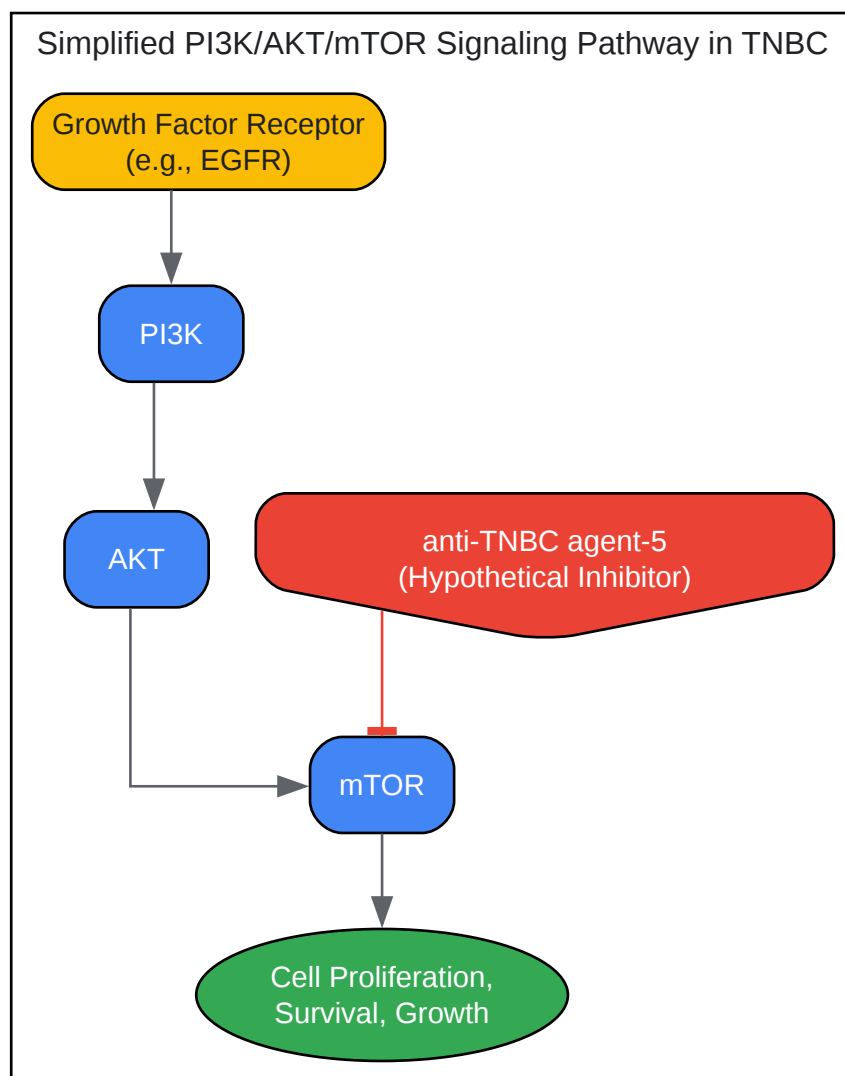 Simplified PI3K/AKT/mTOR Signaling Pathway in TNBC
Growth Factor Receptor
(e.g., EGFR)
PI3K
AKT
anti-TNBC agent-5
(Hypothetical Inhibitor)
mTOR
Cell Proliferation,
Survival, Growth